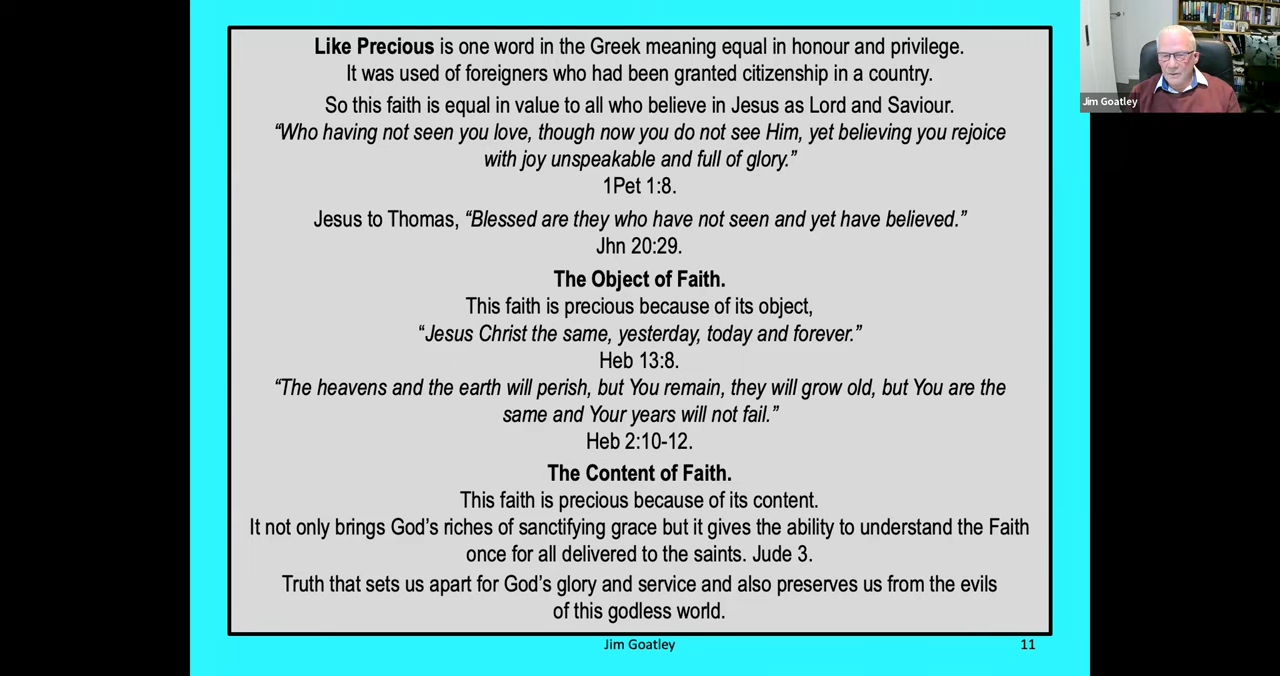 Like Precious is one word in the Greek meaning equal in honour and privilege.
It was used of foreigners who had been granted citizenship in a country.
So this faith is equal in value to all who believe in Jesus as Lord and Saviour.
“Who having not seen you love, though now you do not see Him, yet believing you rejoice
with joy unspeakable and full of glory.”
1Pet 1:8.
Jesus to Thomas, “Blessed are they who have not seen and yet have believed.”
Jhn 20:29.
The Object of Faith.
This faith is precious because of its object,
“Jesus Christ the same, yesterday, today and forever.”
Heb 13:8.
“The heavens and the earth will perish, but You remain, they will grow old, but You are the
same and Your years will not fail.”
Heb 2:10-12.
The Content of Faith.
This faith is precious because of its content.
It not only brings God’s riches of sanctifying grace but it gives the ability to understand the Faith
once for all delivered to the saints. Jude 3.
Truth that sets us apart for God’s glory and service and also preserves us from the evils
of this godless world.
Jim Goatley
11
Jim Goatley